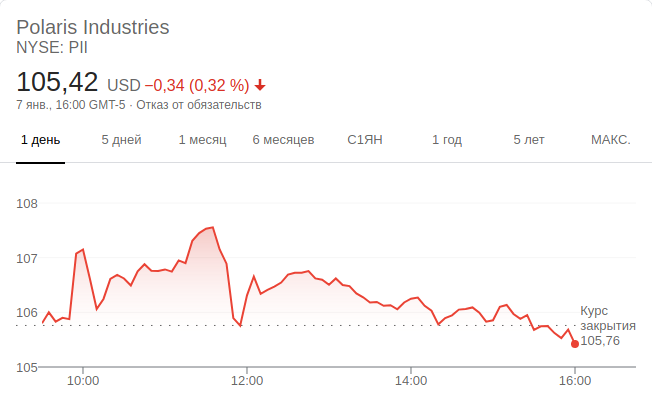 Polaris Industries
NYSE: PII
105,42 USD −0,34 (0,32 %)
7 янв., 16:00 GMT-5 · Отказ от обязательств
1 день 5 дней 1 месяц 6 месяцев С1ЯН 1 год 5 лет МАКС.
108
107
106
105
Курс
закрытия
105,76
10:00 12:00 14:00 16:00